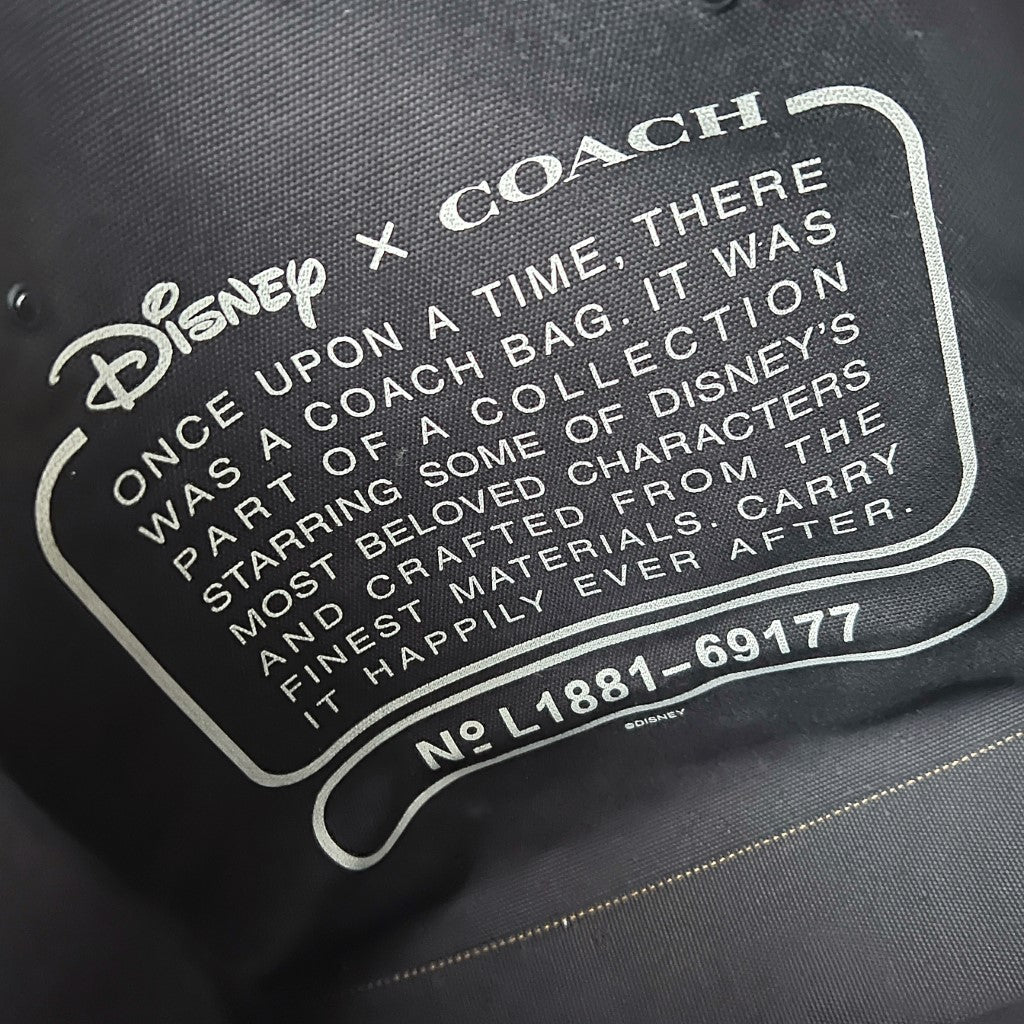 Disney × COACH
ONCE UPON A TIME, THERE
WAS A COACH BAG. IT WAS
PART OF A COLLECTION
STARRING SOME OF DISNEY'S
MOST BELOVED CHARACTERS
AND CRAFTED FROM THE
FINEST MATERIALS. CARRY
IT HAPPILY EVER AFTER.
Nº L1881-69177
©DISNEY